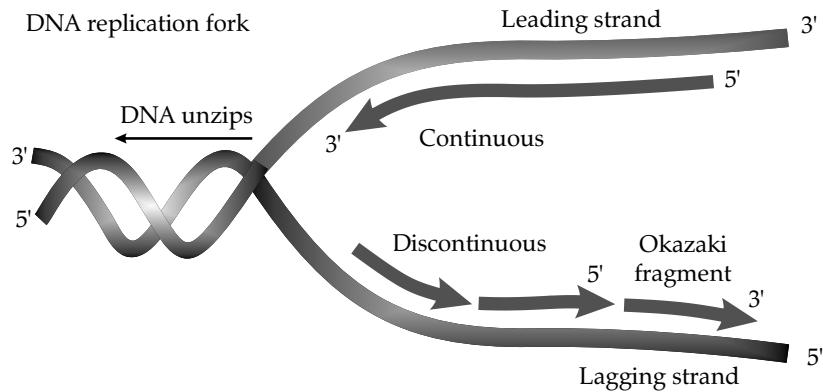 DNA replication fork
Leading strand
3'
5'
DNA unzips
3'
Continuous
3'
5'
Discontinuous
5'
Okazaki
fragment
3'
5'
Lagging strand